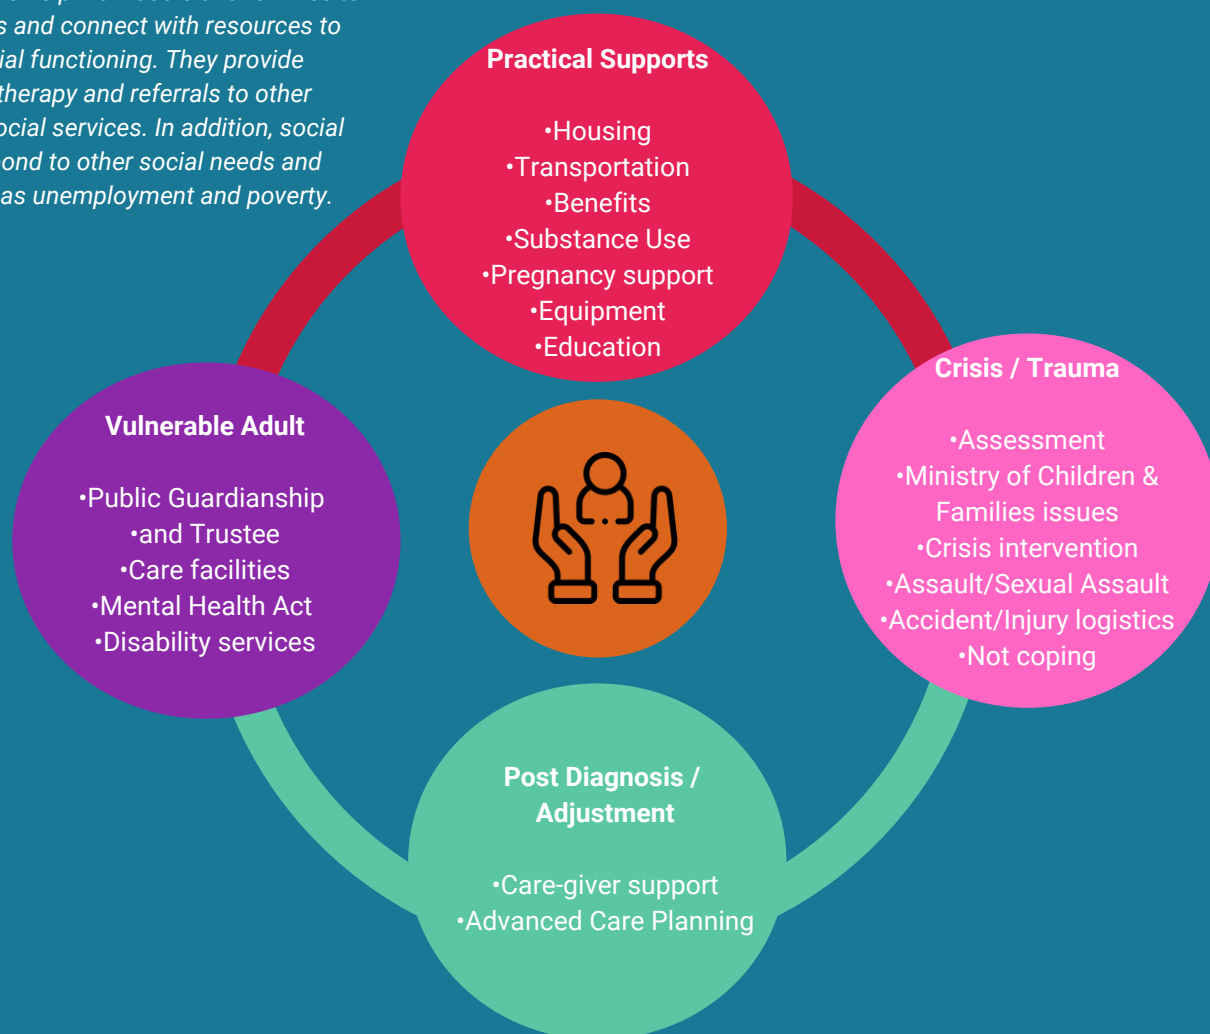 s and connect with resources to
ial functioning. They provide
therapy and referrals to other
ocial services. In addition, social
ond to other social needs and
as unemployment and poverty.
Practical Supports
•Housing
•Transportation
•Benefits
•Substance Use
•Pregnancy support
•Equipment
•Education
Crisis / Trauma
•Assessment
•Ministry of Children &
Families issues
•Crisis intervention
•Assault/Sexual Assault
•Accident/Injury logistics
•Not coping
Vulnerable Adult
•Public Guardianship
•and Trustee
•Care facilities
•Mental Health Act
•Disability services
Post Diagnosis /
Adjustment
•Care-giver support
•Advanced Care Planning